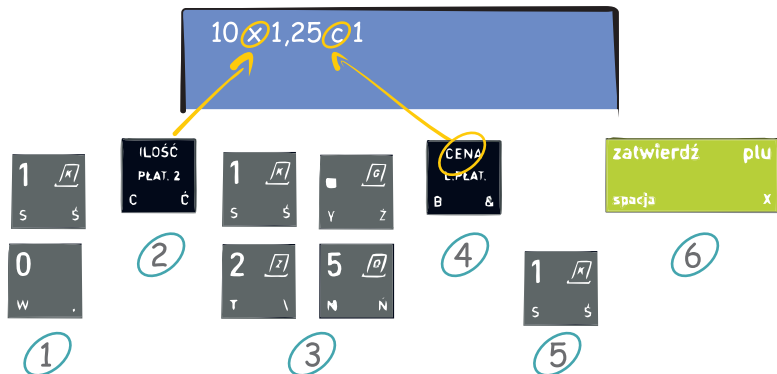 10 x 1,25 c 1
1 K
S Ś
ILOŚĆ
PŁAT. 2
C Ć
1 K
S Ś
. G
Y Ż
CENA
L.PŁAT.
B &
zatwierdź plu
spacja X
0
W ,
2
T \
5
N Ń
1 K
S Ś
1
2
3
4
5
6